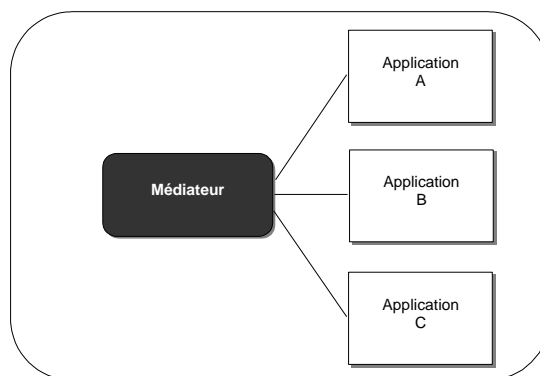 Application
A
Médiateur
Application
B
Application
C